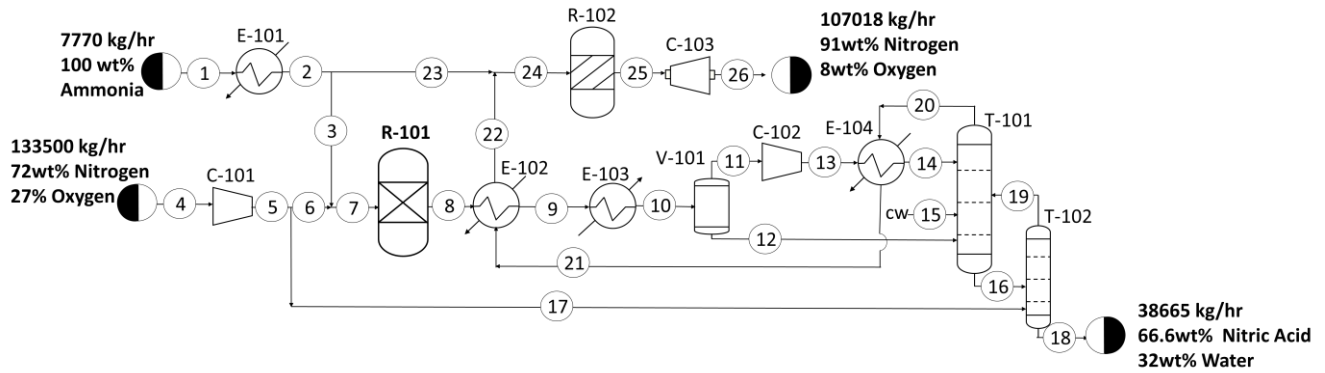 7770 kg/hr
100 wt%
Ammonia
E-101
1
2
3
23
24
R-102
25
C-103
26
107018 kg/hr
91wt% Nitrogen
8wt% Oxygen
133500 kg/hr
72wt% Nitrogen
27% Oxygen
4
C-101
5
6
7
R-101
8
22
E-102
9
E-103
10
V-101
11
C-102
13
E-104
20
14
T-101
cw
15
19
T-102
12
21
16
17
18
38665 kg/hr
66.6wt% Nitric Acid
32wt% Water